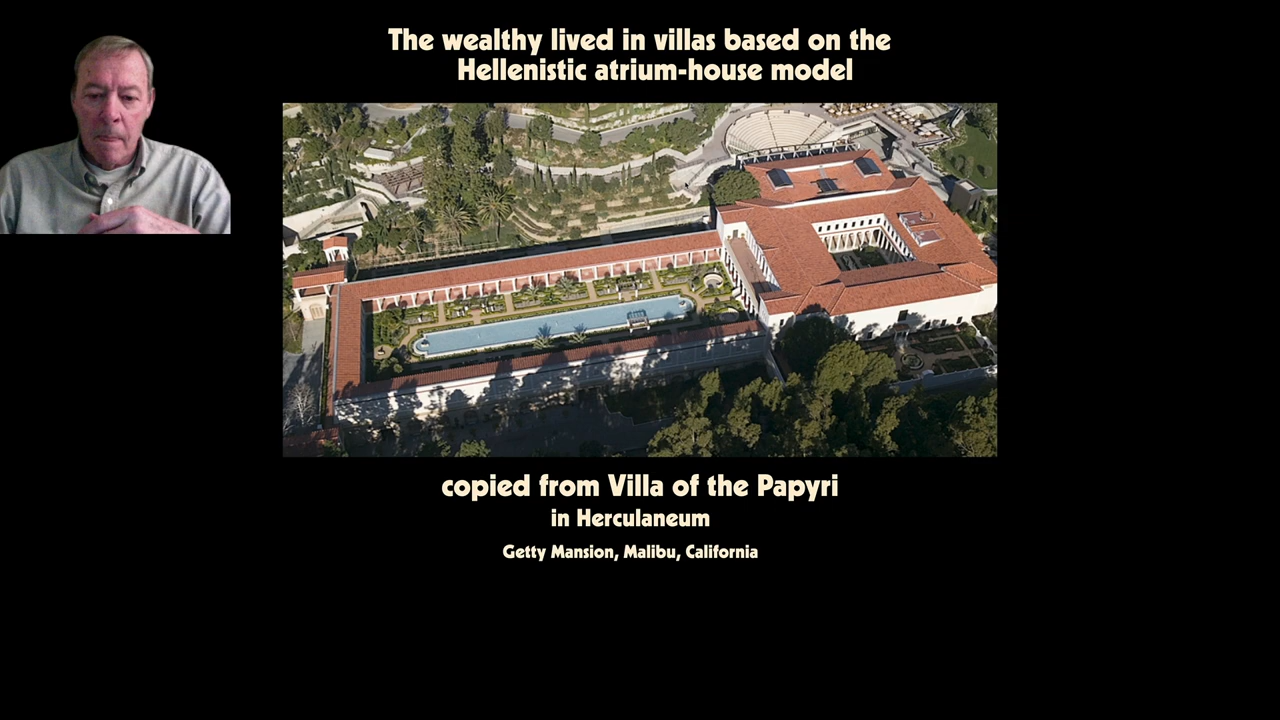 The wealthy lived in villas based on the
Hellenistic atrium-house model
copied from Villa of the Papyri
in Herculaneum
Getty Mansion, Malibu, California